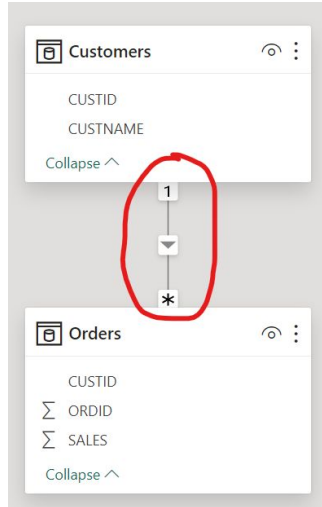 Customers
CUSTID
CUSTNAME
Collapse
1
*
Orders
CUSTID
∑ ORDID
∑ SALES
Collapse